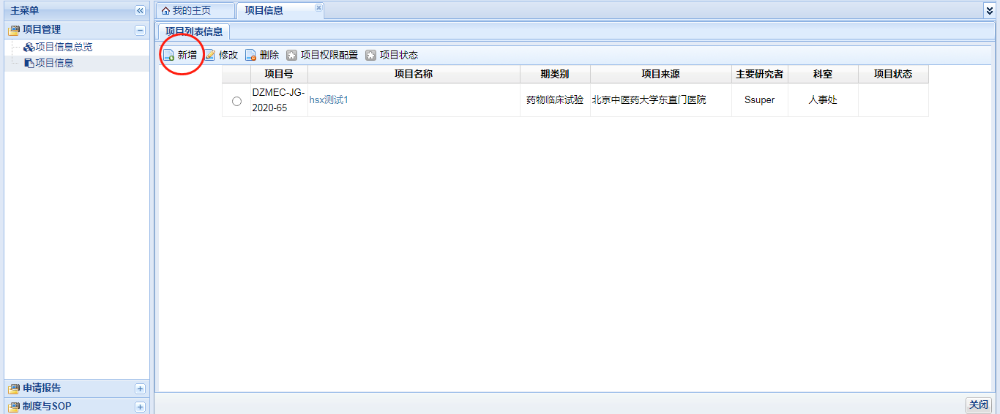 主菜单
项目管理
项目信息总览
项目信息
申请报告
制度与SOP
我的主页
项目信息
项目列表信息
新增 修改 删除 项目权限配置 项目状态
项目号 项目名称 期类别 项目来源 主要研究者 科室 项目状态
DZMEC-JG-
2020-65
hsx测试1 药物临床试验 北京中医药大学东直门医院 Ssuper 人事处
关闭